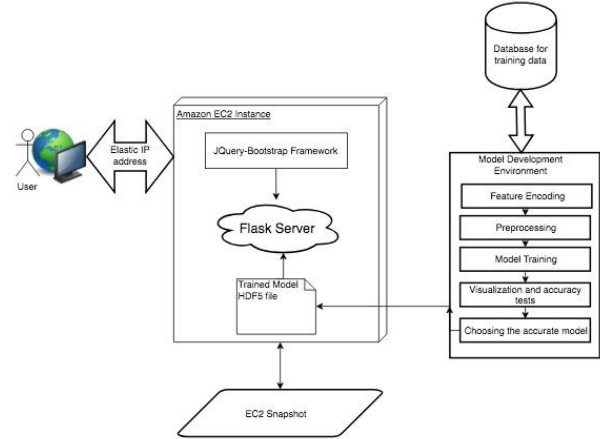 Database for
training data
Amazon EC2 Instance
JQuery-Bootstrap Framework
Elastic IP
address
User
Flask Server
Trained Model
HDF5 file
EC2 Snapshot
Model Development
Environment
Feature Encoding
Preprocessing
Model Training
Visualization and accuracy
tests
Choosing the accurate model